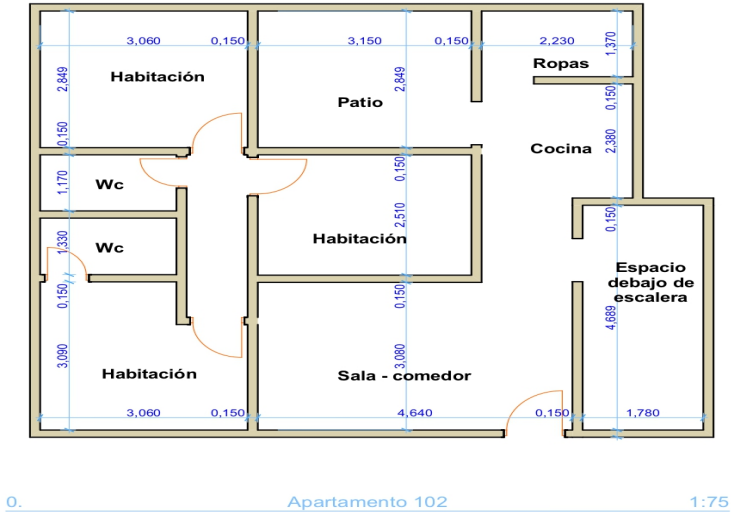 3,060 0,150 3,150 0,150 2,230
1,370
Ropas
Habitación
2,849
2,849
Patio
0,150
0,150
2,380
Cocina
0,150
1,170
Wc
2,510
0,150
Habitación
1,330
Wc
Espacio
debajo de
escalera
0,150
0,150
4,689
3,090
3,080
Habitación
Sala - comedor
3,060 0,150 4,640 0,150 1,780
0. Apartamento 102 1:75